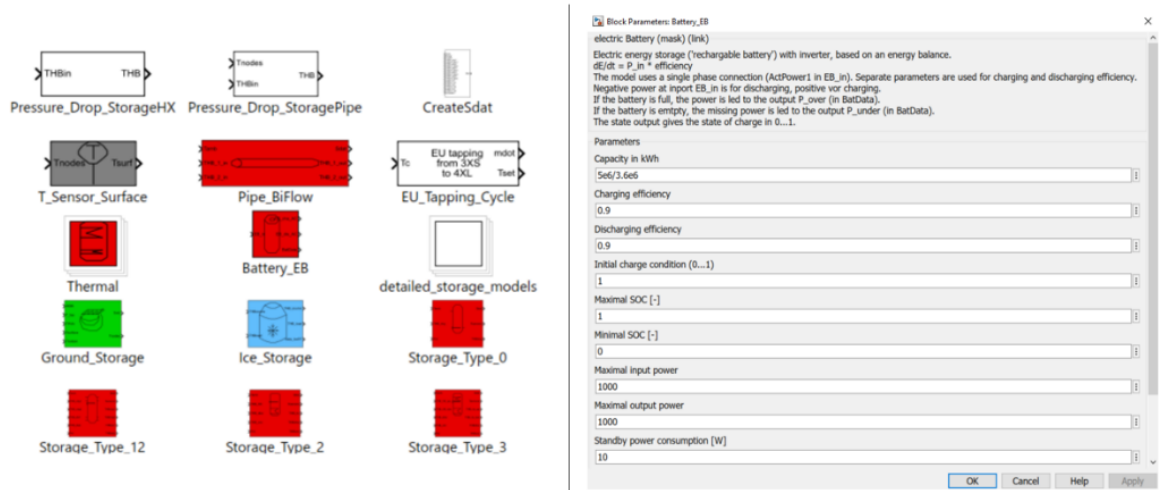 THBin
THB
Pressure_Drop_StorageHX
Tnodes
THBin
THB
Pressure_Drop_StoragePipe
CreateSdat
Tnodes
T
Tsurf
T_Sensor_Surface
Pipe_BiFlow
Tc
EU tapping
from 3XS
to 4XL
mdot
Tset
EU_Tapping_Cycle
Thermal
Battery_EB
detailed_storage_models
Ground_Storage
Ice_Storage
Storage_Type_0
Storage_Type_12
Storage_Type_2
Storage_Type_3
Block Parameters: Battery_EB
electric Battery (mask) (link)
Electric energy storage ('rechargable battery') with inverter, based on an energy balance.
dE/dt = P_in * efficiency
The model uses a single phase connection (ActPower1 in EB_in). Separate parameters are used for charging and discharging efficiency.
Negative power at inport EB_in is for discharging, positive vor charging.
If the battery is full, the power is led to the output P_over (in BatData).
If the battery is emtpty, the missing power is led to the output P_under (in BatData).
The state output gives the state of charge in 0...1.
Parameters
Capacity in kWh
5e6/3.6e6
Charging efficiency
0.9
Discharging efficiency
0.9
Initial charge condition (0...1)
1
Maximal SOC [-]
1
Minimal SOC [-]
0
Maximal input power
1000
Maximal output power
1000
Standby power consumption [W]
10
OK
Cancel
Help
Apply